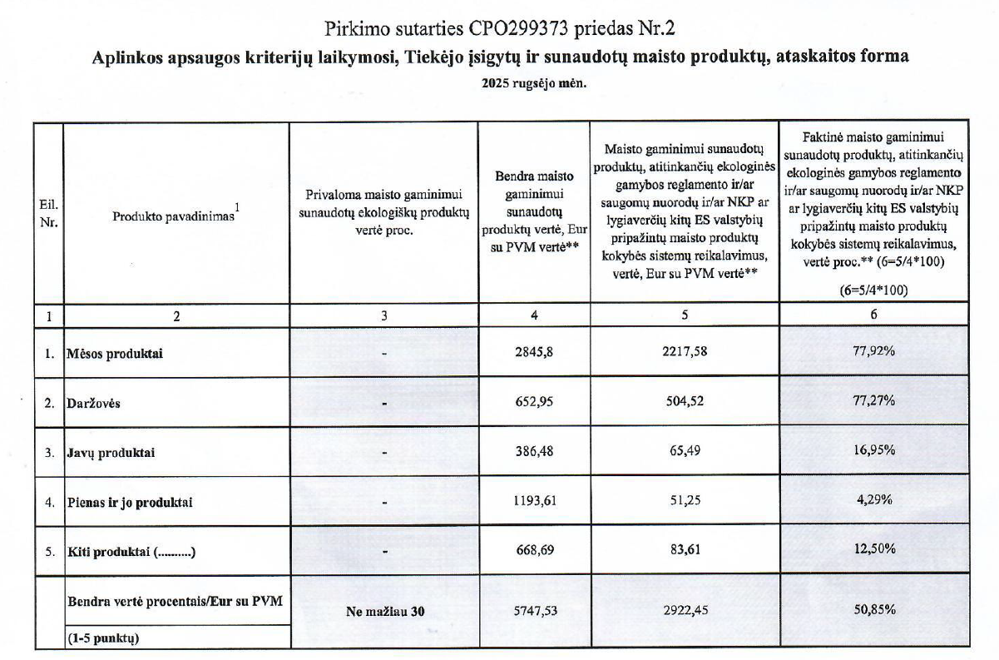 Pirkimo sutarties CPO299373 priedas Nr.2
Aplinkos apsaugos kriterijų laikymosi, Tiekėjo įsigytų ir sunaudotų maisto produktų, ataskaitos forma
2025 rugsėjo mėn.
Eil.
Nr.
Produkto pavadinimas1
Privaloma maisto gaminimui
sunaudotų ekologiškų produktų
vertė proc.
Bendra maisto
gaminimui
sunaudotų
produktų vertė, Eur
su PVM vertė**
Maisto gaminimui sunaudotų
produktų, atitinkančių ekologinės
gamybos reglamento ir/ar
saugomų nuorodų ir/ar NKP ar
lygiaverčių kitų ES valstybių
pripažintų maisto produktų
kokybės sistemų reikalavimus,
vertė, Eur su PVM vertė**
Faktinė maisto gaminimui
sunaudotų produktų, atitinkančių
ekologinės gamybos reglamento
ir/ar saugomų nuorodų ir/ar NKP
ar lygiaverčių kitų ES valstybių
pripažintų maisto produktų
kokybės sistemų reikalavimus,
vertė proc.** (6=5/4*100)
(6=5/4*100)
1 2 3 4 5 6
1. Mėsos produktai - 2845,8 2217,58 77,92%
2. Daržovės - 652,95 504,52 77,27%
3. Javų produktai - 386,48 65,49 16,95%
4. Pienas ir jo produktai - 1193,61 51,25 4,29%
5. Kiti produktai (..........) - 668,69 83,61 12,50%
Bendra vertė procentais/Eur su PVM
Ne mažiau 30 5747,53 2922,45 50,85%
(1-5 punktų)